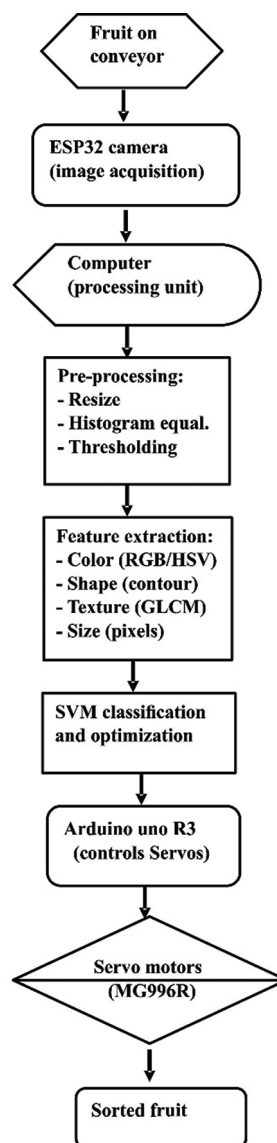 Fruit on
conveyor
ESP32 camera
(image acquisition)
Computer
(processing unit)
Pre-processing:
- Resize
- Histogram equal.
- Thresholding
Feature extraction:
- Color (RGB/HSV)
- Shape (contour)
- Texture (GLCM)
- Size (pixels)
SVM classification
and optimization
Arduino uno R3
(controls Servos)
Servo motors
(MG996R)
Sorted fruit